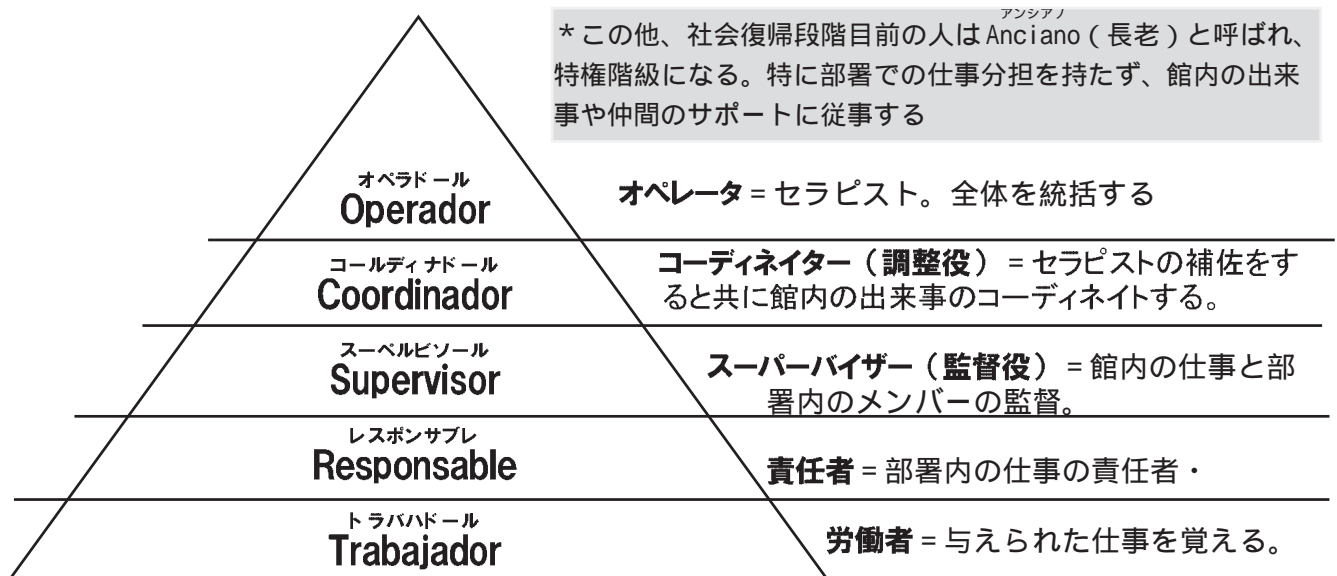 アンシアノ
＊この他、社会復帰段階目前の人は Anciano（長老）と呼ばれ、
特権階級になる。特に部署での仕事分担を持たず、館内の出来
事や仲間のサポートに従事する
オペラドール
Operador
オペレータ = セラピスト。全体を統括する
コールディナドール
Coordinador
コーディネイター（調整役） = セラピストの補佐をす
ると共に館内の出来事のコーディネイトする。
スーペルビソール
Supervisor
スーパーバイザー（監督役） = 館内の仕事と部
署内のメンバーの監督。
レスポンサブレ
Responsable
責任者 = 部署内の仕事の責任者・
トラバハドール
Trabajador
労働者 = 与えられた仕事を覚える。